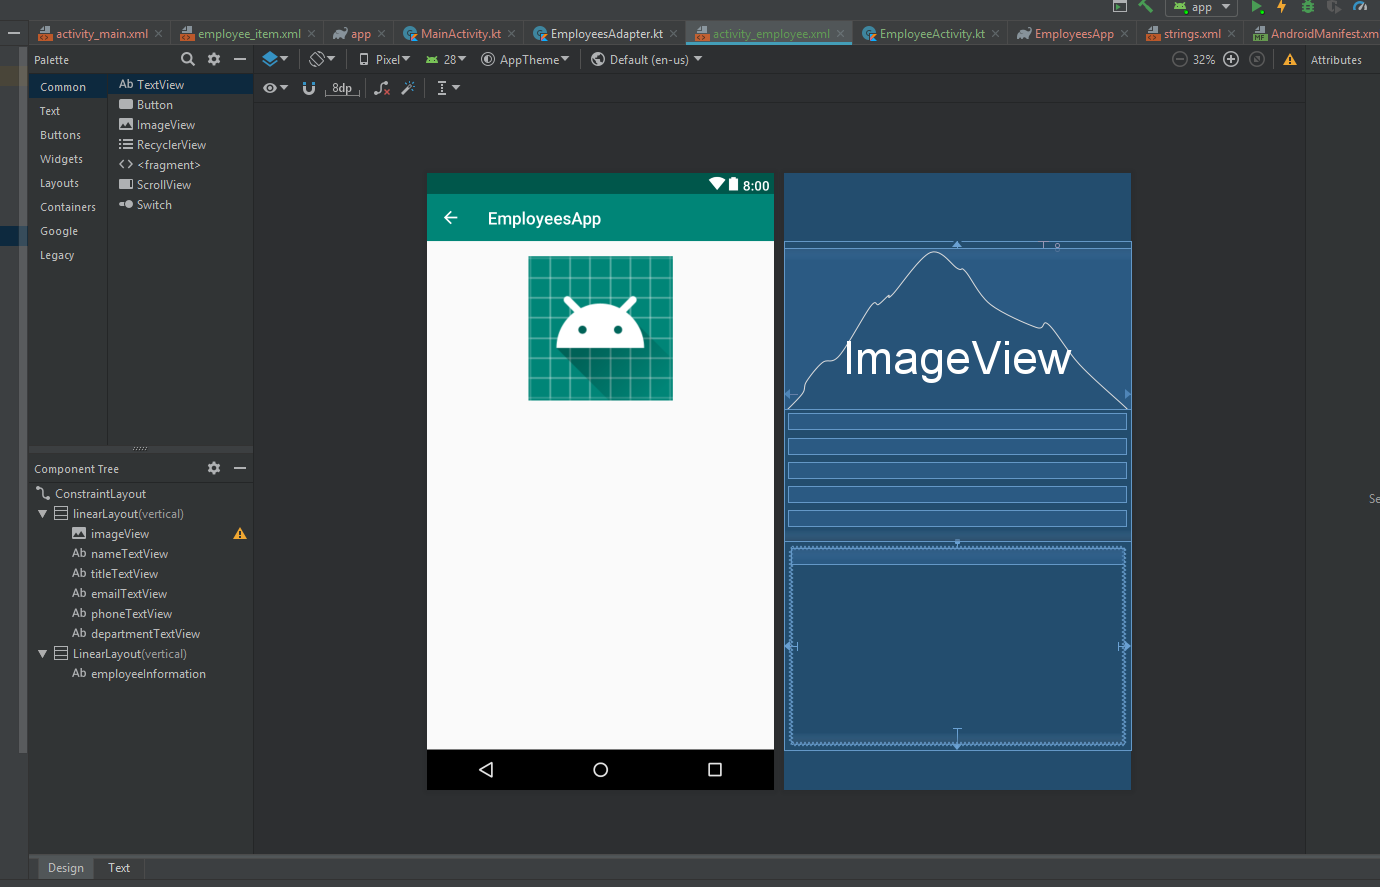 app
activity_main.xml
employee_item.xml
app
MainActivity.kt
EmployeesAdapter.kt
activity_employee.xml
EmployeeActivity.kt
EmployeesApp
strings.xml
AndroidManifest.xm
Palette
Pixel
28
AppTheme
Default (en-us)
32%
Attributes
Common
Text
Buttons
Widgets
Layouts
Containers
Google
Legacy
Ab TextView
Button
ImageView
RecyclerView
<fragment>
ScrollView
Switch
8dp
8:00
EmployeesApp
ImageView
Component Tree
ConstraintLayout
linearLayout(vertical)
imageView
Ab nameTextView
Ab titleTextView
Ab emailTextView
Ab phoneTextView
Ab departmentTextView
LinearLayout(vertical)
Ab employeeInformation
Se
Design
Text